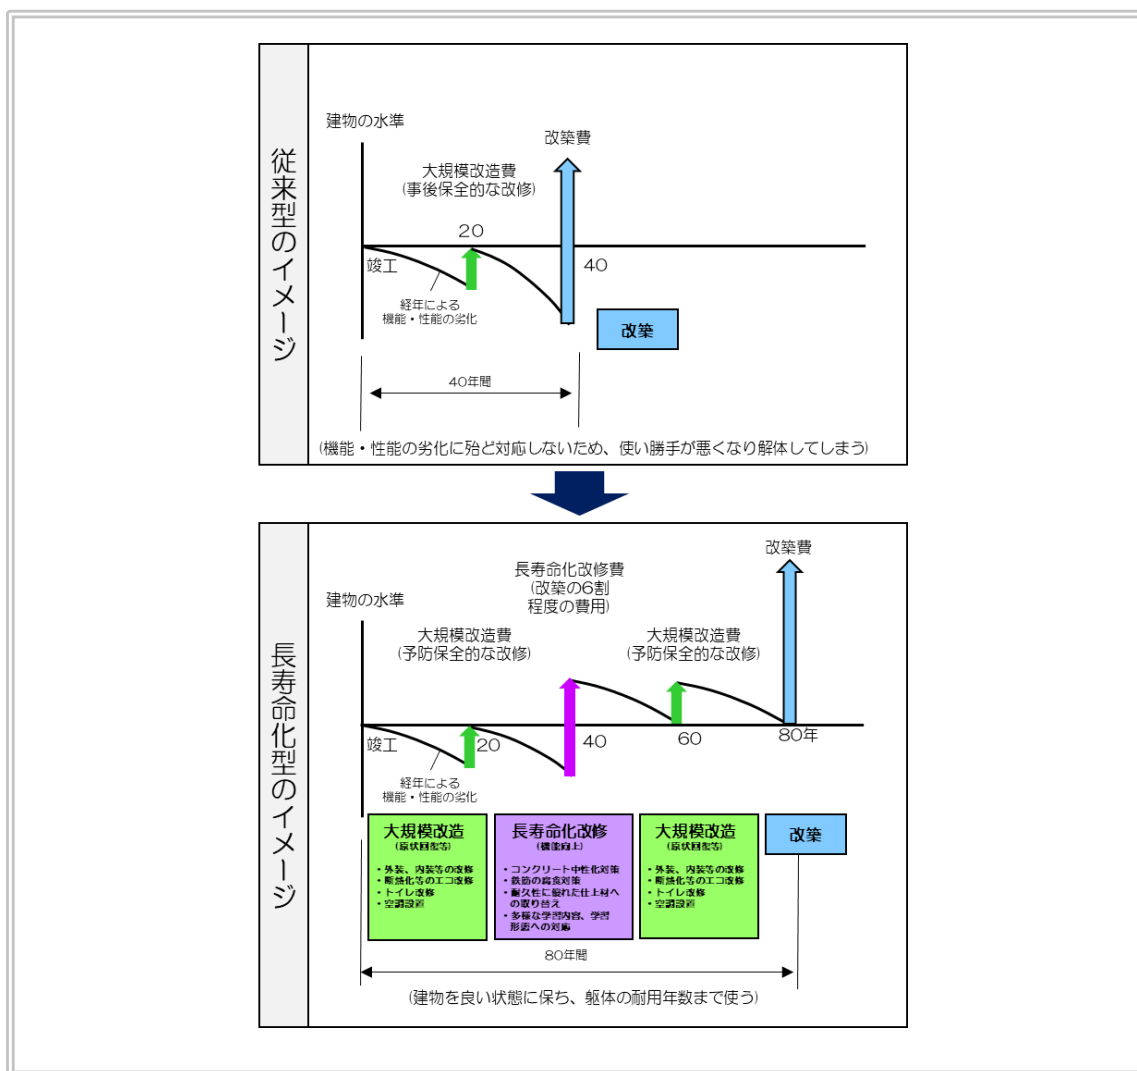 従来型のイメージ
建物の水準
改築費
大規模改造費
(事後保全的な改修)
20
竣工
40
経年による
機能・性能の劣化
改築
40年間
(機能・性能の劣化に殆ど対応しないため、使い勝手が悪くなり解体してしまう)
長寿命化型のイメージ
改築費
長寿命化改修費
(改築の6割
程度の費用)
建物の水準
大規模改造費
(予防保全的な改修)
大規模改造費
(予防保全的な改修)
竣工
20
40
60
80年
経年による
機能・性能の劣化
大規模改造
(原状回復等)
・外装、内装等の改修
・断熱化等のエコ改修
・トイレ改修
・空調設置
長寿命化改修
(機能向上)
・コンクリート中性化対策
・鉄筋の腐食対策
・耐久性に優れた仕上材へ
の取り替え
・多様な学習内容、学習
形態への対応
大規模改造
(原状回復等)
・外装、内装等の改修
・断熱化等のエコ改修
・トイレ改修
・空調設置
改築
80年間
(建物を良い状態に保ち、躯体の耐用年数まで使う)